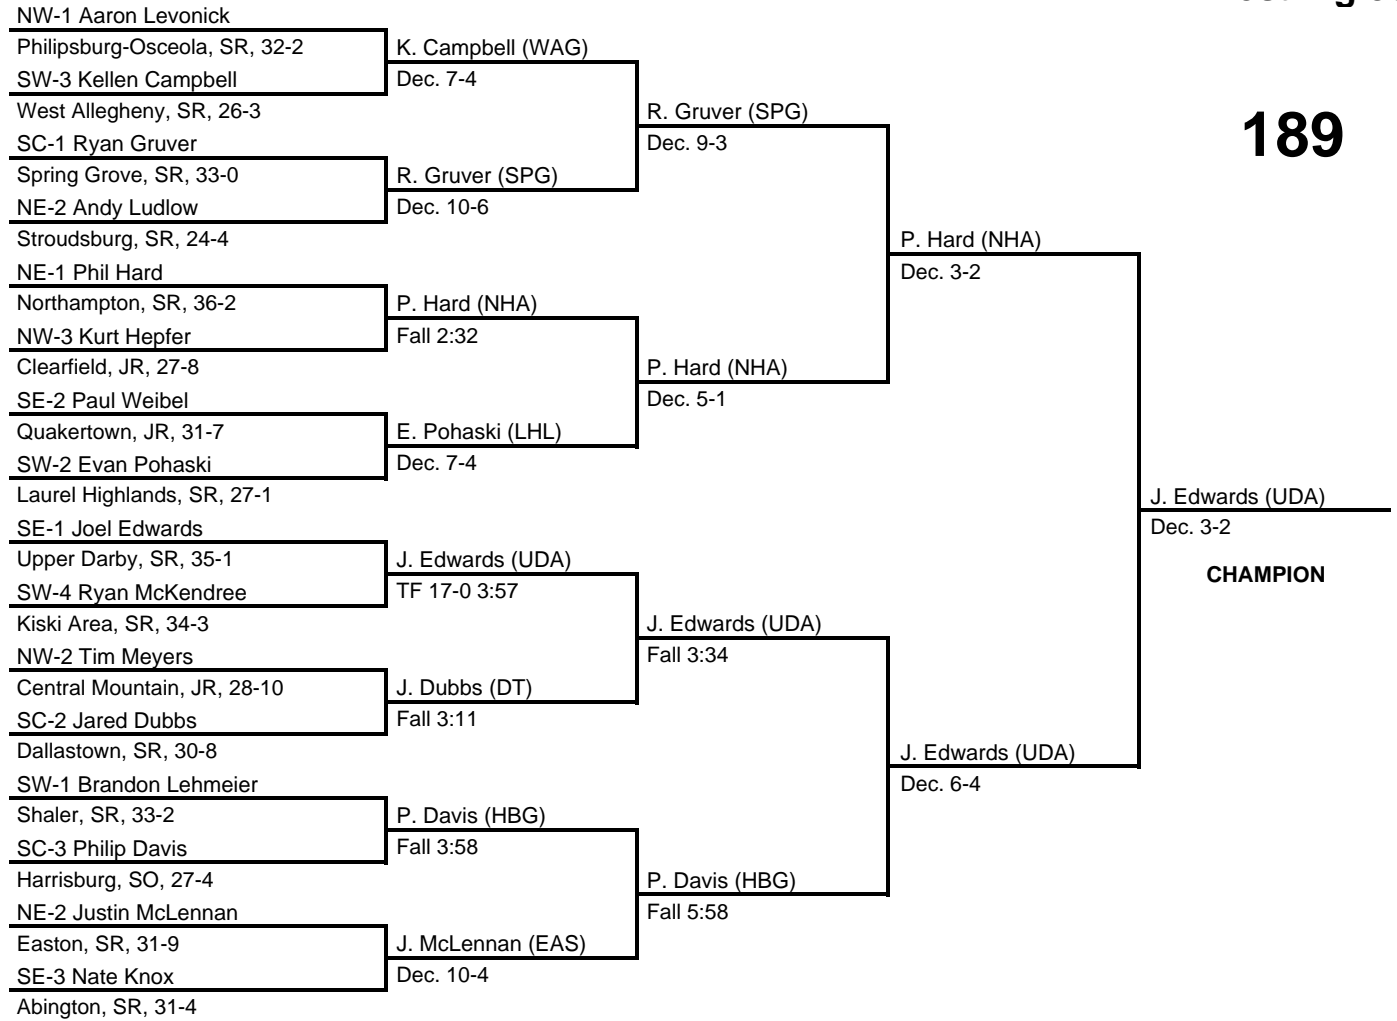 NW-1 Aaron Levonick
Philipsburg-Osceola, SR, 32-2
SW-3 Kellen Campbell
West Allegheny, SR, 26-3
SC-1 Ryan Gruver
Spring Grove, SR, 33-0
NE-2 Andy Ludlow
Stroudsburg, SR, 24-4
NE-1 Phil Hard
Northampton, SR, 36-2
NW-3 Kurt Hepfer
Clearfield, JR, 27-8
SE-2 Paul Weibel
Quakertown, JR, 31-7
SW-2 Evan Pohaski
Laurel Highlands, SR, 27-1
SE-1 Joel Edwards
Upper Darby, SR, 35-1
SW-4 Ryan McKendree
Kiski Area, SR, 34-3
NW-2 Tim Meyers
Central Mountain, JR, 28-10
SC-2 Jared Dubbs
Dallastown, SR, 30-8
SW-1 Brandon Lehmeier
Shaler, SR, 33-2
SC-3 Philip Davis
Harrisburg, SO, 27-4
NE-2 Justin McLennan
Easton, SR, 31-9
SE-3 Nate Knox
Abington, SR, 31-4
K. Campbell (WAG)
Dec. 7-4
R. Gruver (SPG)
Dec. 10-6
P. Hard (NHA)
Fall 2:32
E. Pohaski (LHL)
Dec. 7-4
J. Edwards (UDA)
TF 17-0 3:57
J. Dubbs (DT)
Fall 3:11
P. Davis (HBG)
Fall 3:58
J. McLennan (EAS)
Dec. 10-4
R. Gruver (SPG)
Dec. 9-3
P. Hard (NHA)
Dec. 5-1
J. Edwards (UDA)
Fall 3:34
P. Davis (HBG)
Fall 5:58
P. Hard (NHA)
Dec. 3-2
J. Edwards (UDA)
Dec. 6-4
189
J. Edwards (UDA)
Dec. 3-2
CHAMPION